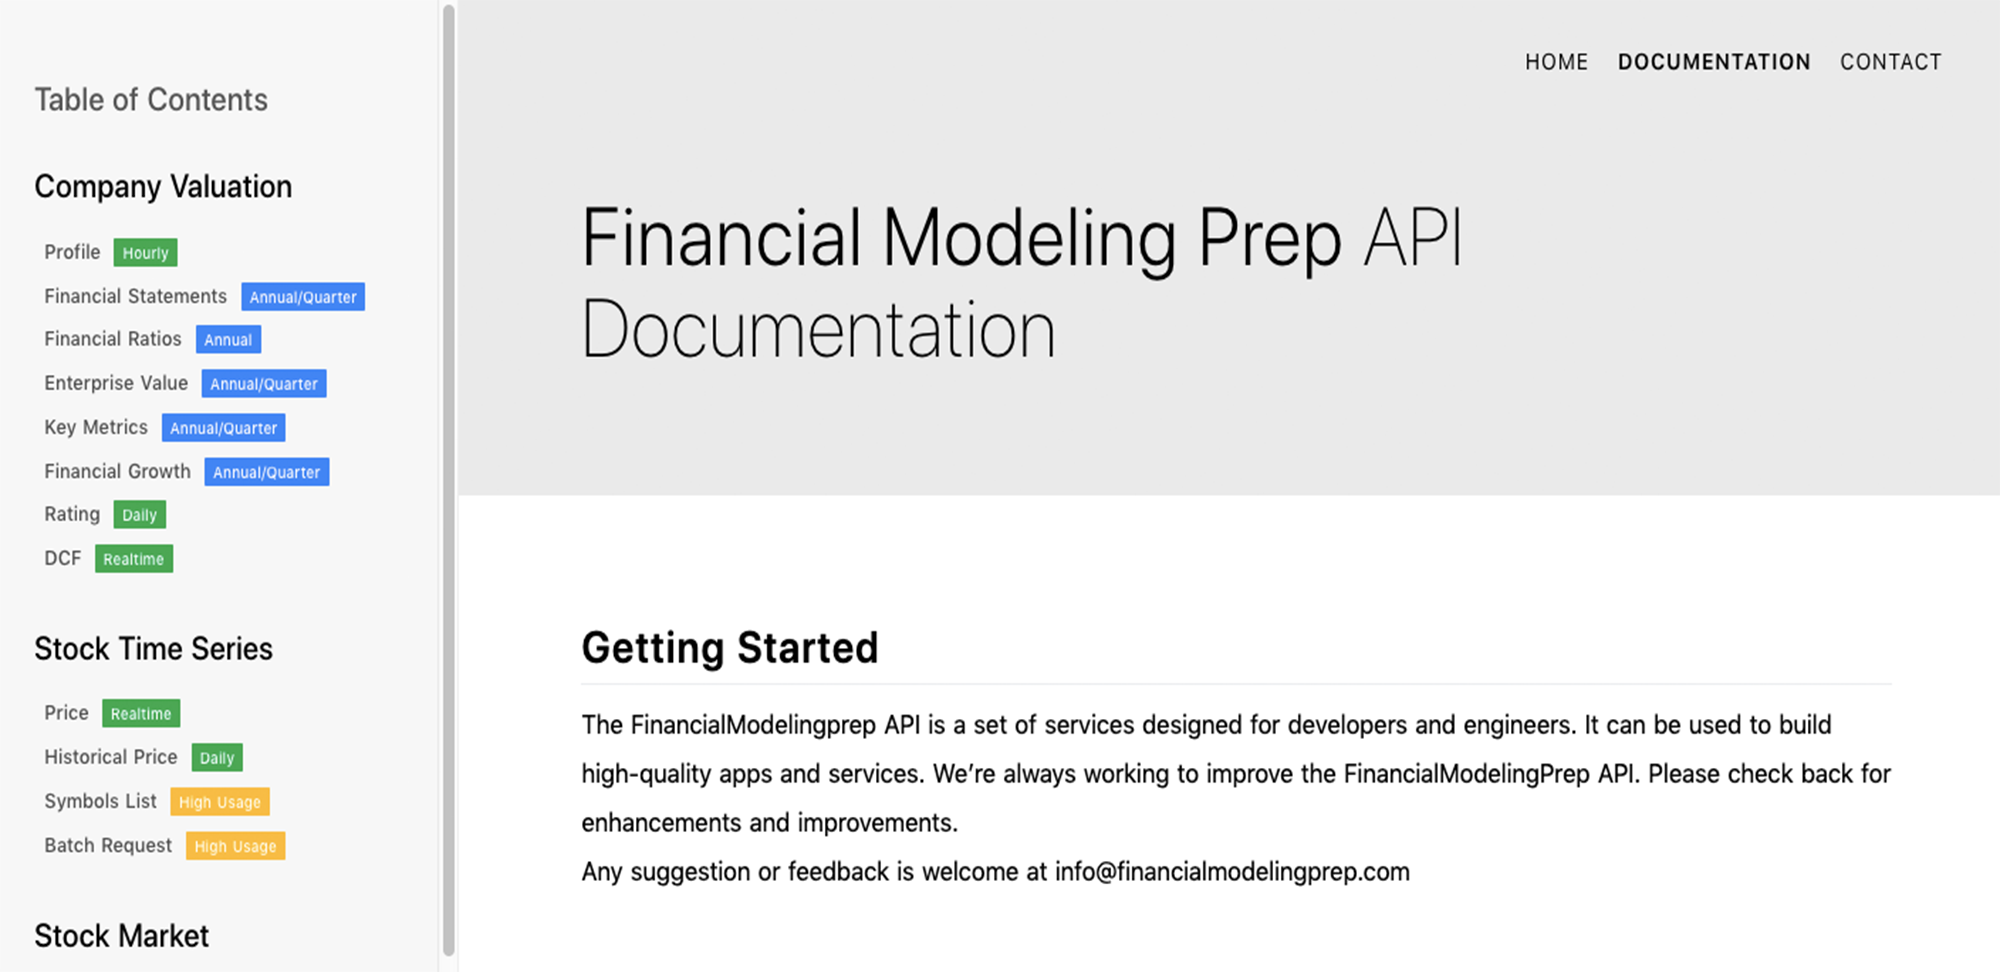 Table of Contents
Company Valuation
Profile Hourly
Financial Statements Annual/Quarter
Financial Ratios Annual
Enterprise Value Annual/Quarter
Key Metrics Annual/Quarter
Financial Growth Annual/Quarter
Rating Daily
DCF Realtime
Stock Time Series
Price Realtime
Historical Price Daily
Symbols List High Usage
Batch Request High Usage
Stock Market
HOME DOCUMENTATION CONTACT
Financial Modeling Prep API
Documentation
Getting Started
The FinancialModelingprep API is a set of services designed for developers and engineers. It can be used to build
high-quality apps and services. We’re always working to improve the FinancialModelingPrep API. Please check back for
enhancements and improvements.
Any suggestion or feedback is welcome at info@financialmodelingprep.com